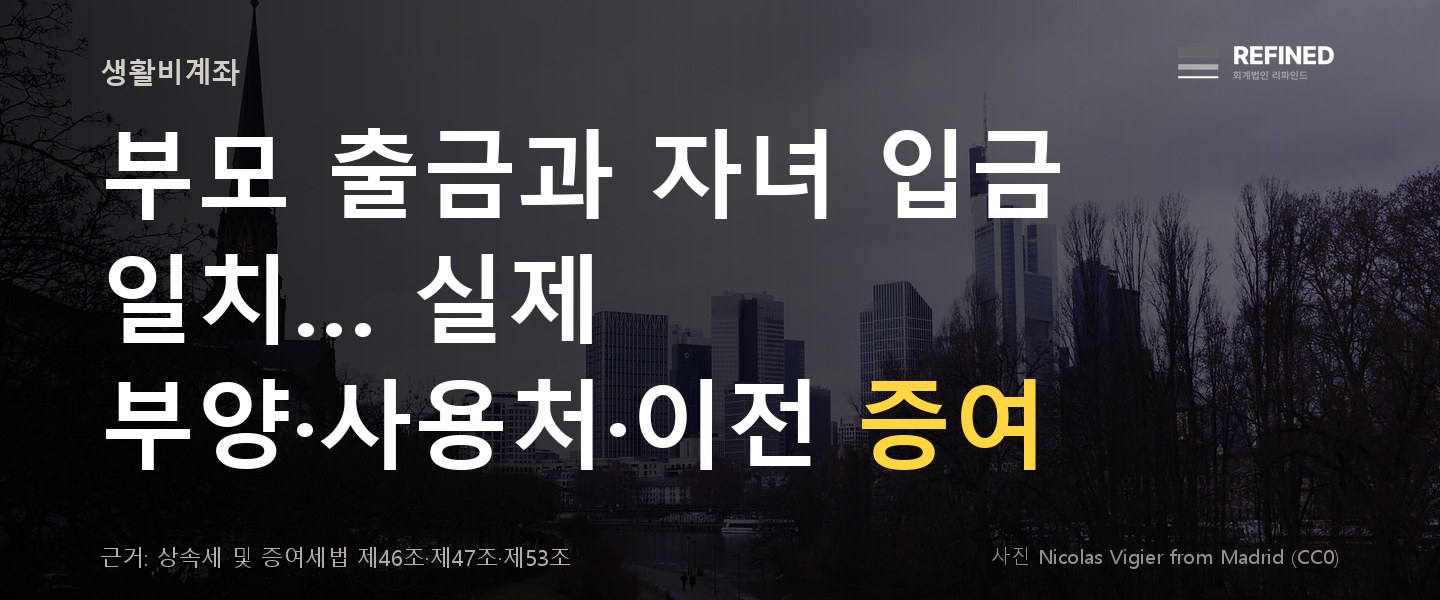 생활비계좌
REFINED
회계법인 리파인드
부모 출금과 자녀 입금
일치... 실제
부양·사용처·이전 증여
근거: 상속세 및 증여세법 제46조·제47조·제53조
사진 Nicolas Vigier from Madrid (CC0)